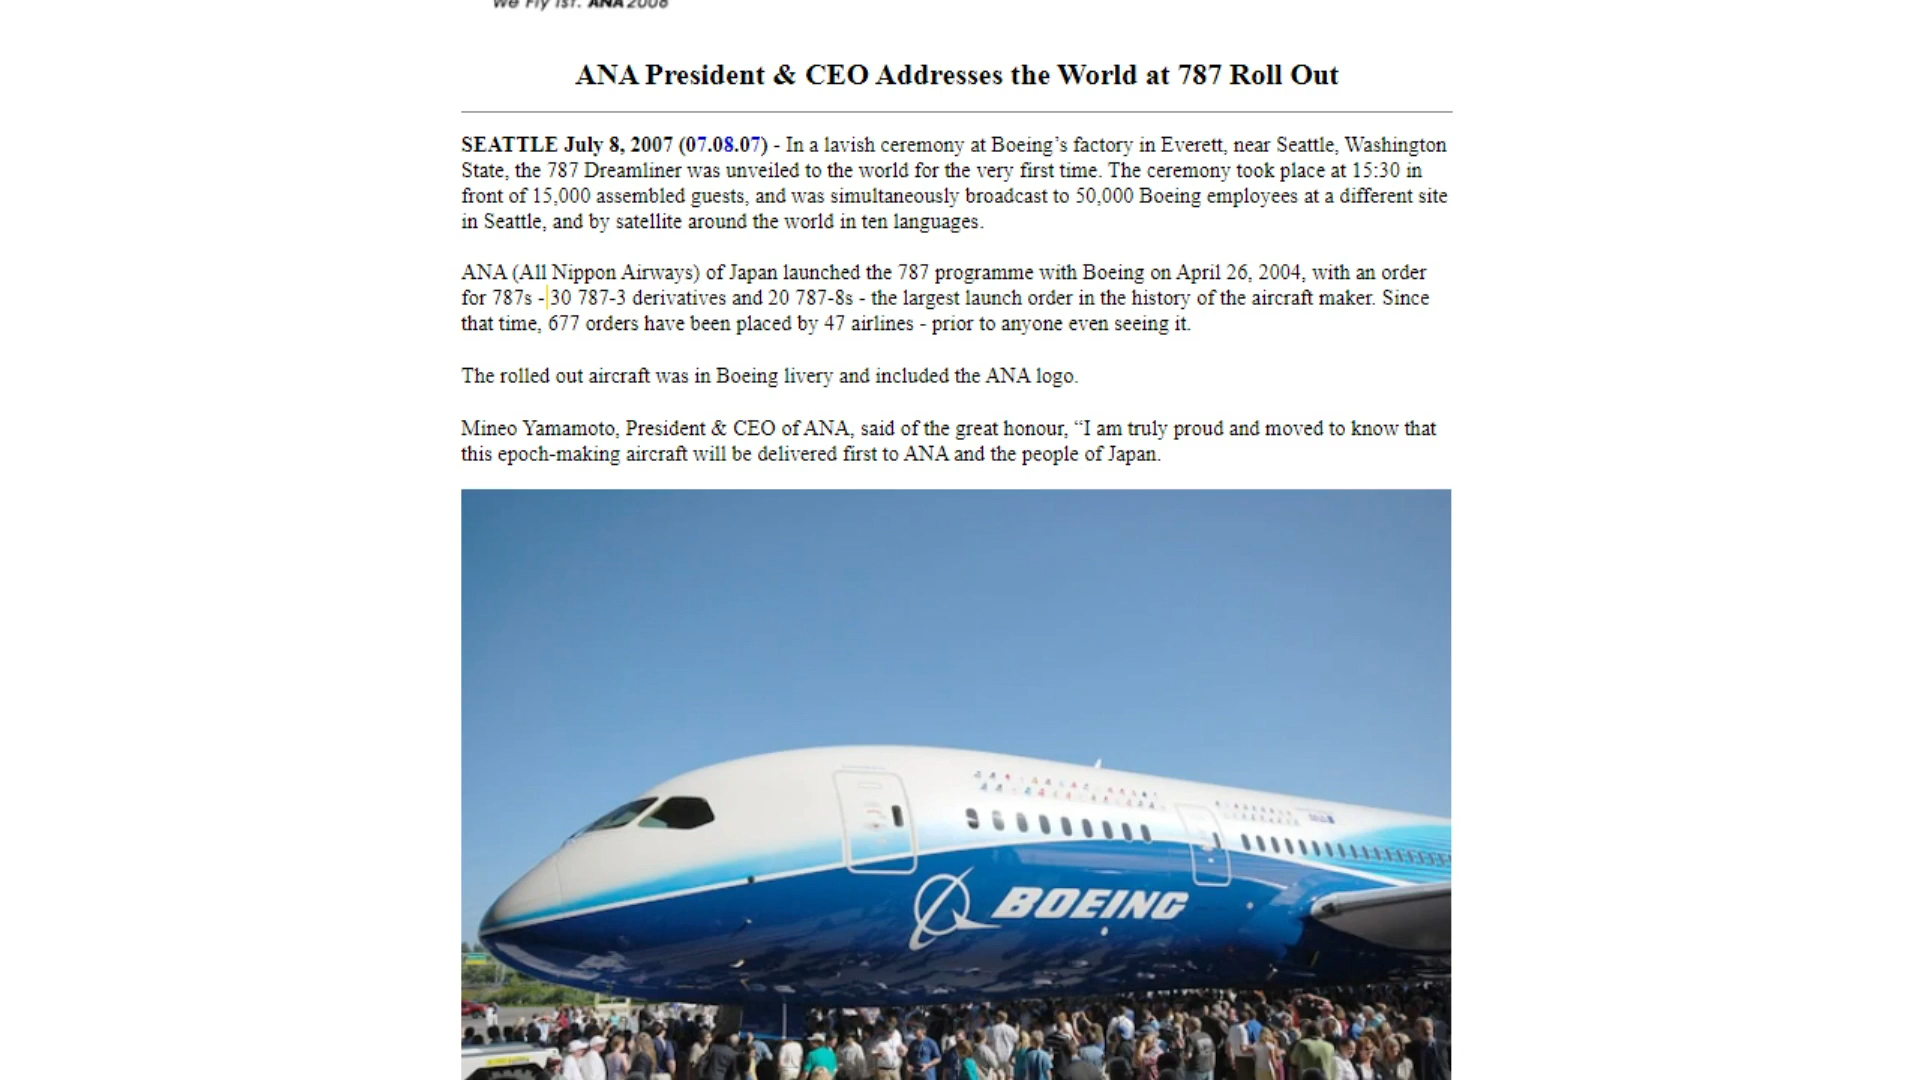 We Fly 1st. ANA2008
ANA President & CEO Addresses the World at 787 Roll Out
SEATTLE July 8, 2007 (07.08.07) - In a lavish ceremony at Boeing’s factory in Everett, near Seattle, Washington
State, the 787 Dreamliner was unveiled to the world for the very first time. The ceremony took place at 15:30 in
front of 15,000 assembled guests, and was simultaneously broadcast to 50,000 Boeing employees at a different site
in Seattle, and by satellite around the world in ten languages.
ANA (All Nippon Airways) of Japan launched the 787 programme with Boeing on April 26, 2004, with an order
for 787s - 30 787-3 derivatives and 20 787-8s - the largest launch order in the history of the aircraft maker. Since
that time, 677 orders have been placed by 47 airlines - prior to anyone even seeing it.
The rolled out aircraft was in Boeing livery and included the ANA logo.
Mineo Yamamoto, President & CEO of ANA, said of the great honour, “I am truly proud and moved to know that
this epoch-making aircraft will be delivered first to ANA and the people of Japan.
BOEING